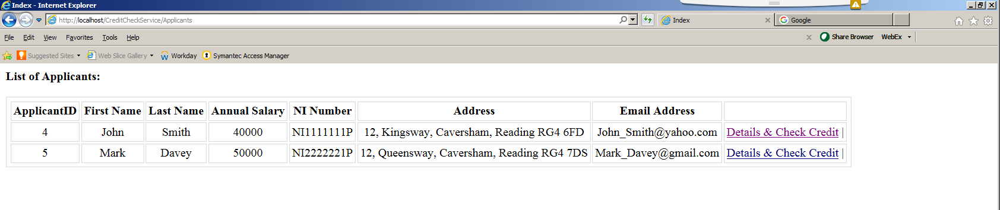 Index - Internet Explorer
http://localhost/CreditCheckService/Applicants
Index
Google
File Edit View Favorites Tools Help
Share Browser WebEx
Suggested Sites Web Slice Gallery Workday Symantec Access Manager
List of Applicants:
ApplicantID First Name Last Name Annual Salary NI Number Address Email Address
4 John Smith 40000 NI1111111P 12, Kingsway, Caversham, Reading RG4 6FD John_Smith@yahoo.com Details & Check Credit |
5 Mark Davey 50000 NI2222221P 12, Queensway, Caversham, Reading RG4 7DS Mark_Davey@gmail.com Details & Check Credit |